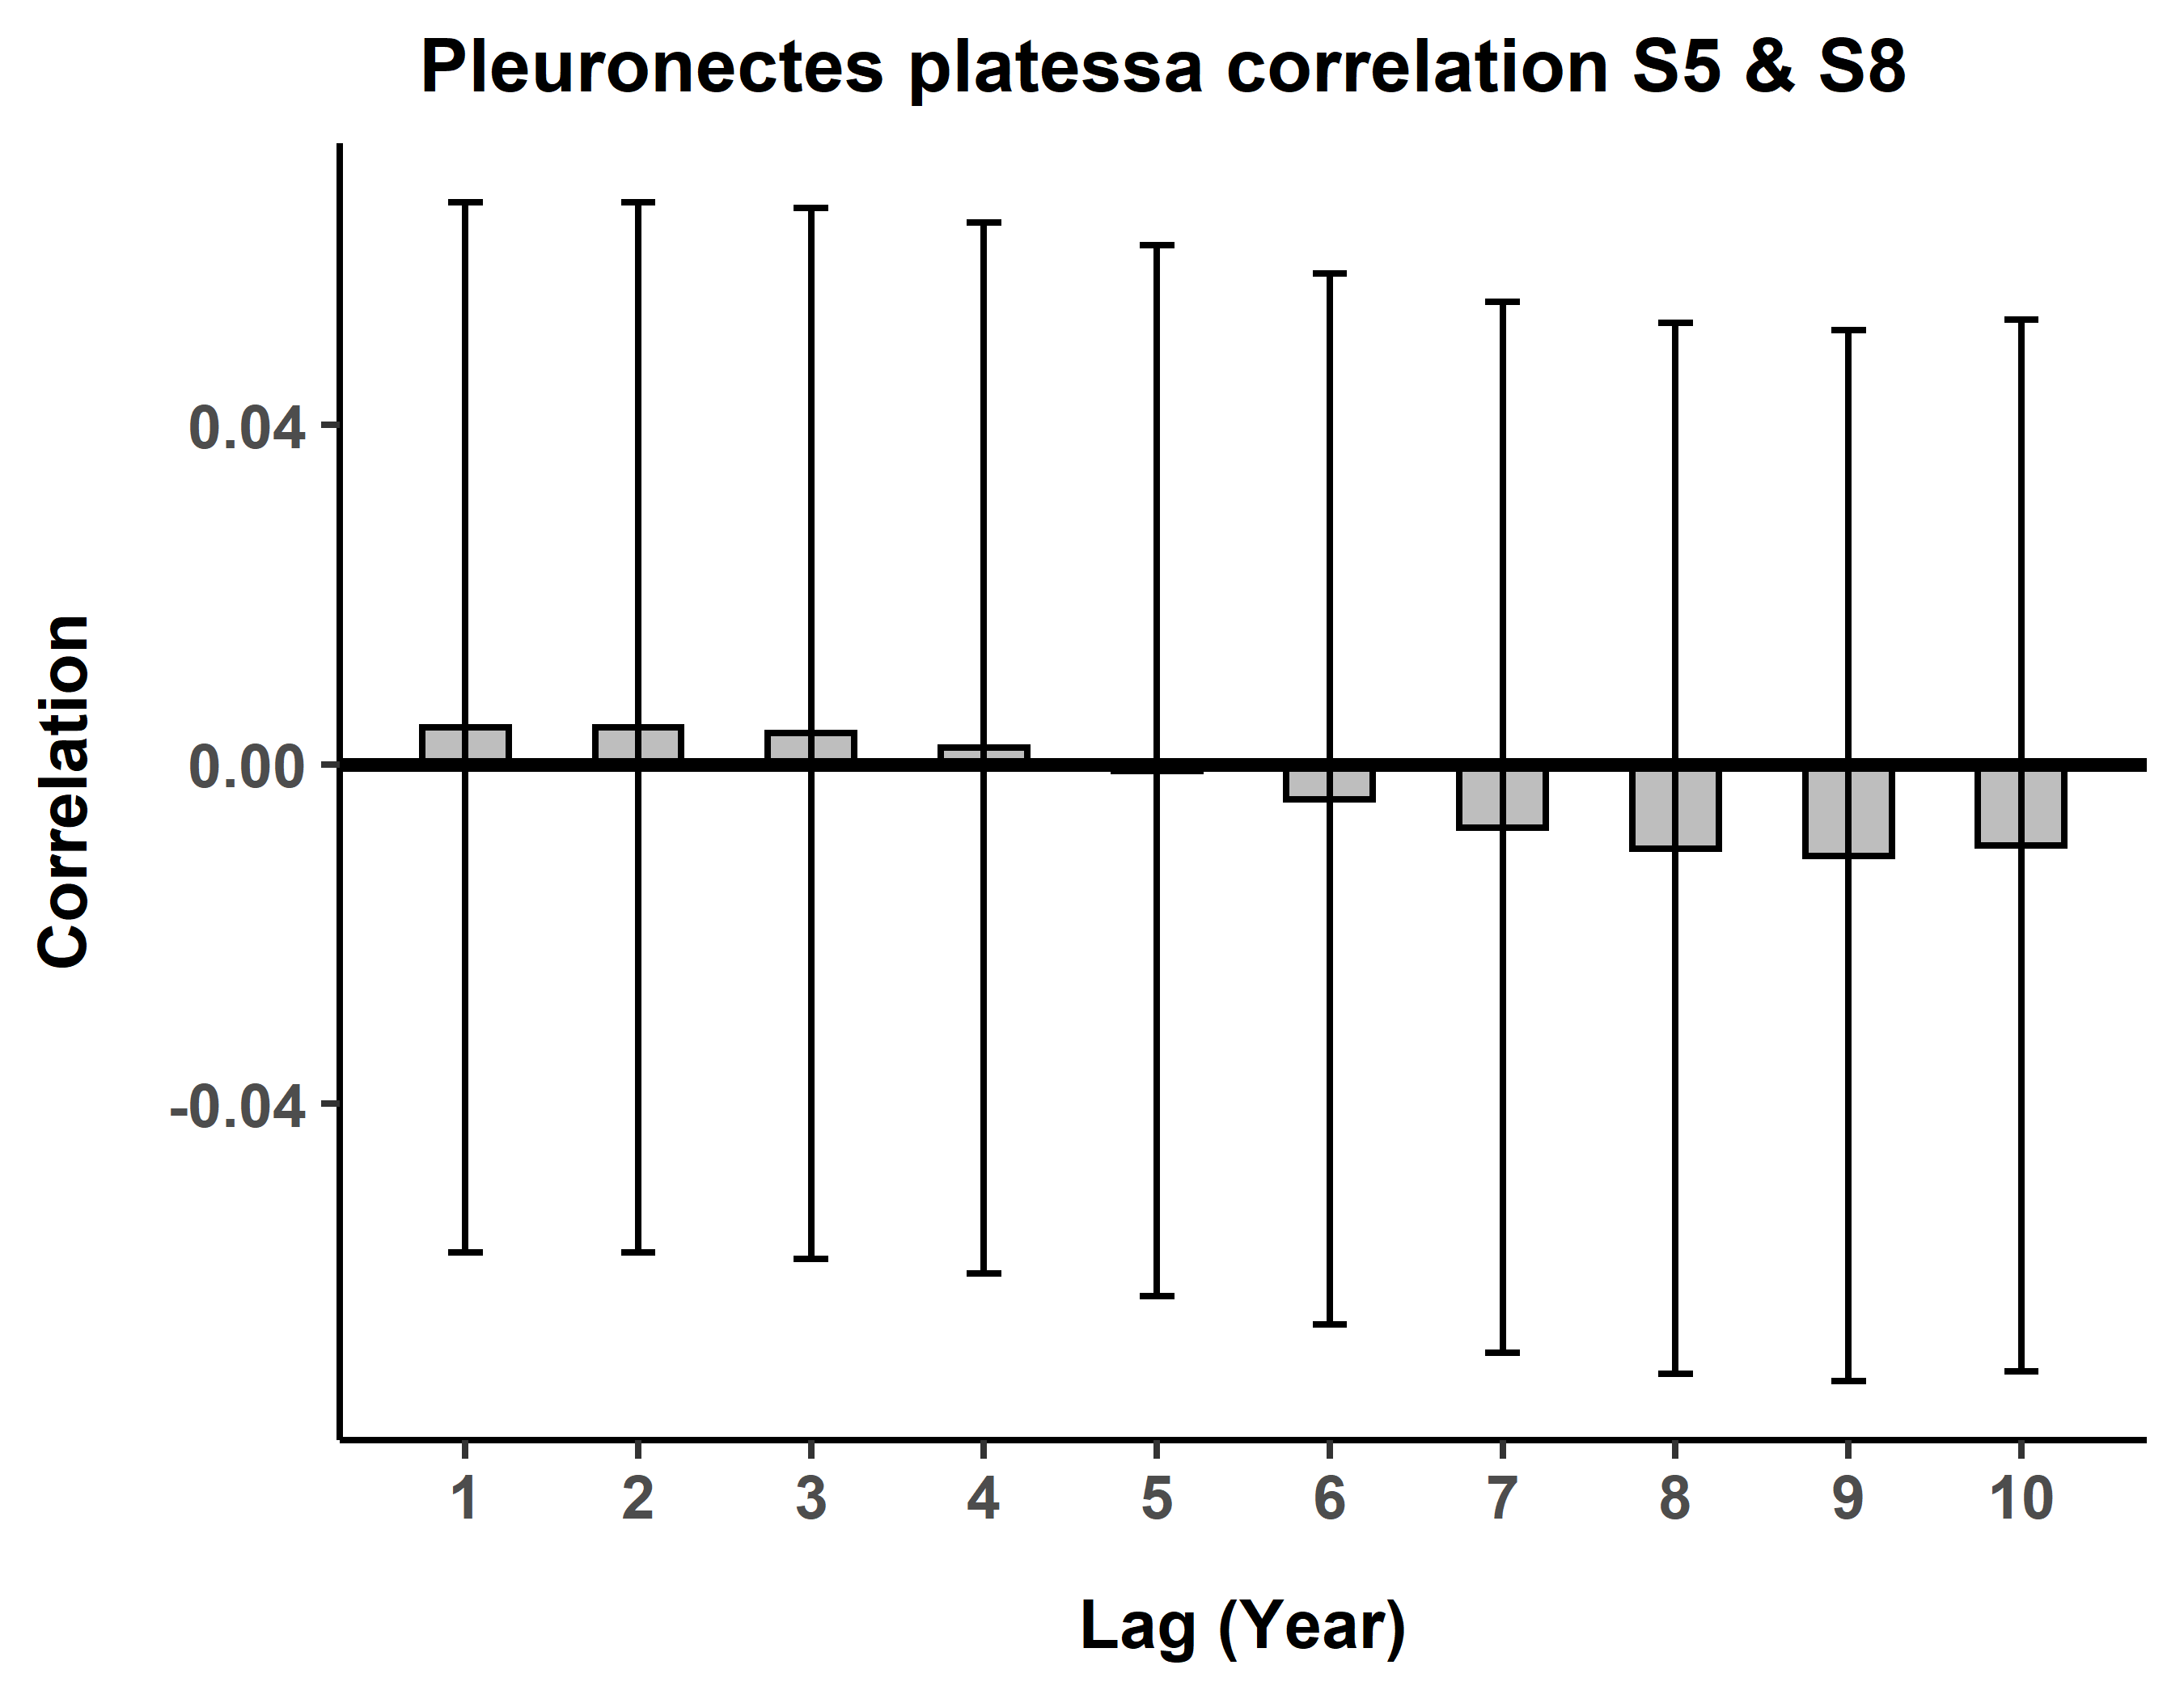 Pleuronectes platessa correlation S5 & S8
Correlation
0.04
0.00
-0.04
1 2 3 4 5 6 7 8 9 10
Lag (Year)